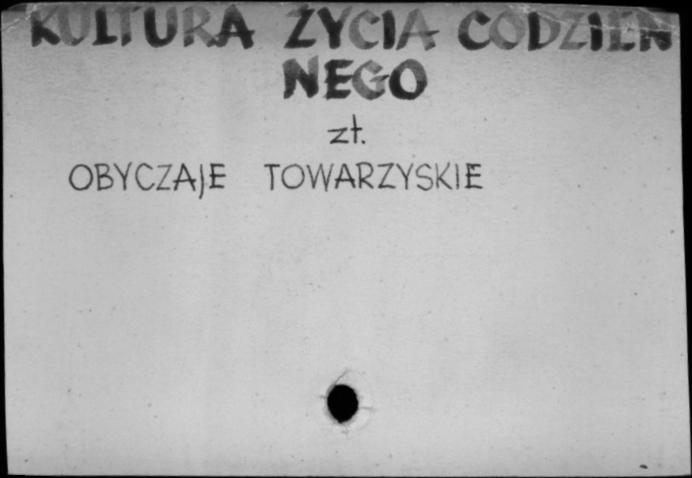 KULTURA ŻYCIA CODZIEN
NEGO
zł.
OBYCZAJE TOWARZYSKIE